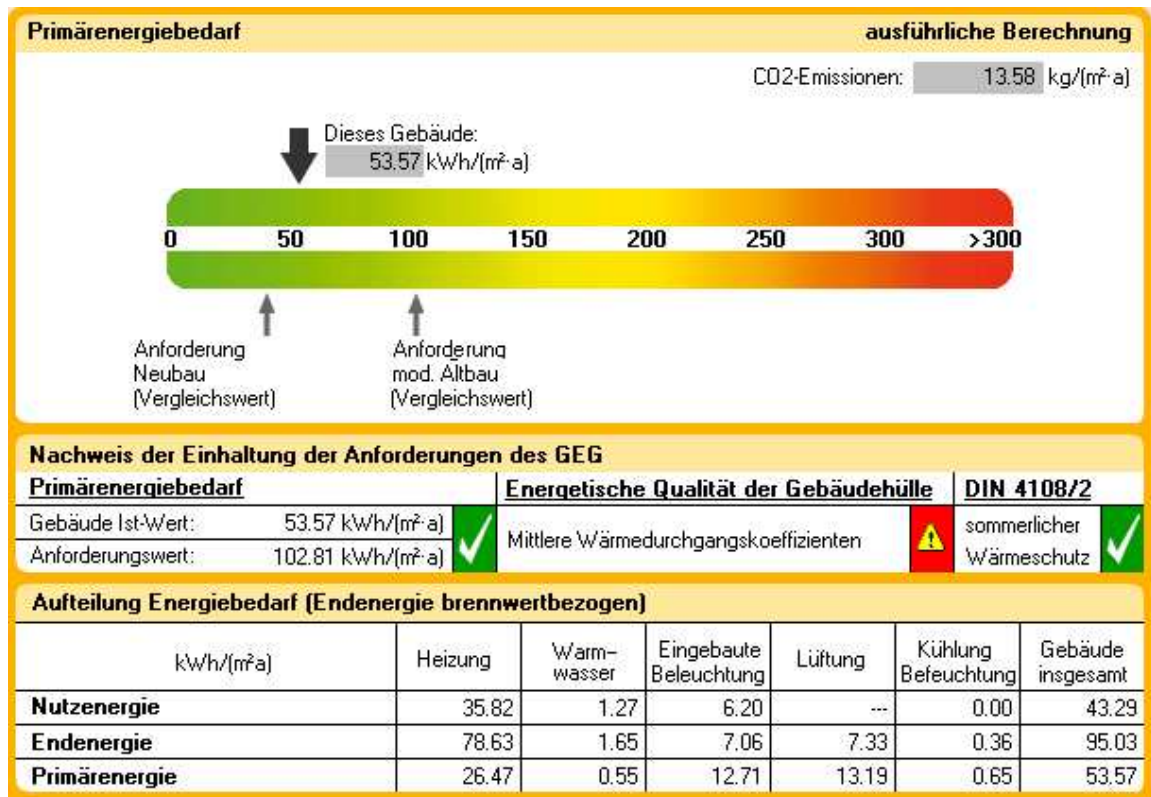 Primärenergiebedarf ausführliche Berechnung
CO2-Emissionen: 13.58 kg/(m²·a)
Dieses Gebäude:
53.57 kWh/(m²·a)
0 50 100 150 200 250 300 >300
Anforderung Anforderung
Neubau mod. Altbau
(Vergleichswert) (Vergleichswert)
Nachweis der Einhaltung der Anforderungen des GEG
Primärenergiebedarf Energetische Qualität der Gebäudehülle DIN 4108/2
Gebäude Ist-Wert: 53.57 kWh/(m²·a)
Anforderungswert: 102.81 kWh/(m²·a)
Mittlere Wärmedurchgangskoeffizienten
sommerlicher
Wärmeschutz
Aufteilung Energiebedarf (Endenergie brennwertbezogen)
kWh/(m²a) Heizung Warm- Eingebaute Lüftung Kühlung Gebäude
wasser Beleuchtung Befeuchtung insgesamt
Nutzenergie 35.82 1.27 6.20 --- 0.00 43.29
Endenergie 78.63 1.65 7.06 7.33 0.36 95.03
Primärenergie 26.47 0.55 12.71 13.19 0.65 53.57